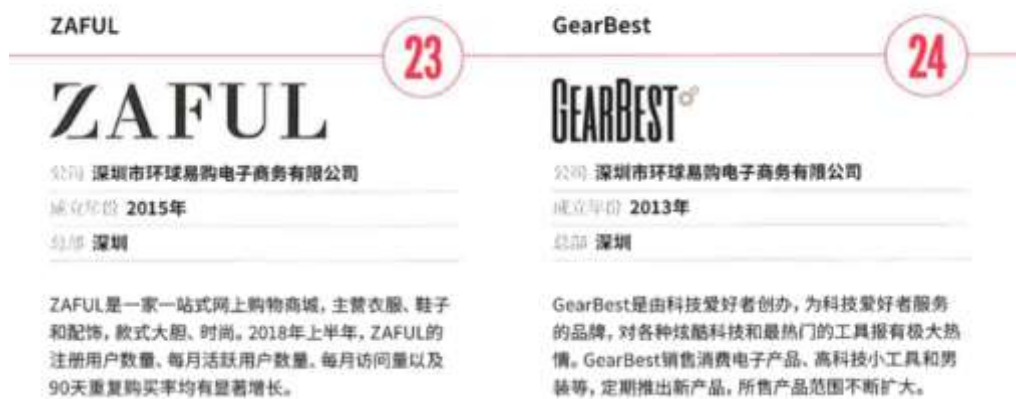 ZAFUL
23
ZAFUL
公司 深圳市环球易购电子商务有限公司
成立年份 2015年
总部 深圳
ZAFUL是一家一站式网上购物商城，主营衣服、鞋子
和配饰，款式大胆、时尚。2018年上半年，ZAFUL的
注册用户数量、每月活跃用户数量、每月访问量以及
90天重复购买率均有显著增长。
GearBest
24
GEARBEST
公司 深圳市环球易购电子商务有限公司
成立年份 2013年
总部 深圳
GearBest是由科技爱好者创办，为科技爱好者服务
的品牌，对各种炫酷科技和最热门的工具报有极大热
情。GearBest销售消费电子产品、高科技小工具和男
装等，定期推出新产品，所售产品范围不断扩大。